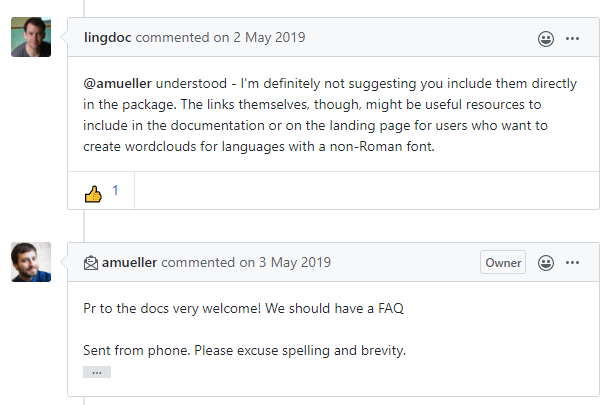 lingdoc commented on 2 May 2019
@amueller understood - I'm definitely not suggesting you include them directly
in the package. The links themselves, though, might be useful resources to
include in the documentation or on the landing page for users who want to
create wordclouds for languages with a non-Roman font.
1
amueller commented on 3 May 2019 Owner
Pr to the docs very welcome! We should have a FAQ
Sent from phone. Please excuse spelling and brevity.